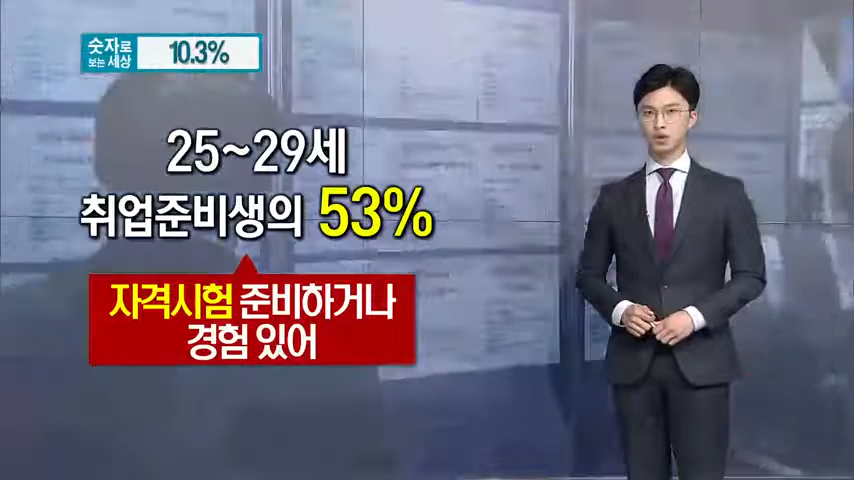 숫자로
보는 세상
10.3%
25~29세
취업준비생의 53%
자격시험 준비하거나
경험 있어